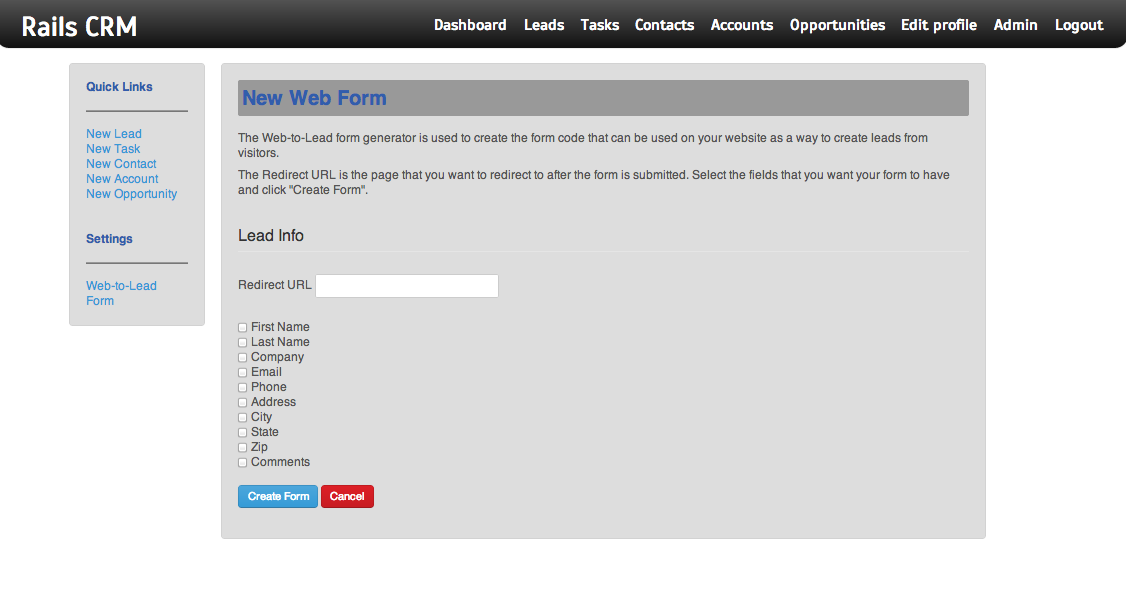 Rails CRM
Dashboard Leads Tasks Contacts Accounts Opportunities Edit profile Admin Logout
Quick Links
New Lead
New Task
New Contact
New Account
New Opportunity
Settings
Web-to-Lead
Form
New Web Form
The Web-to-Lead form generator is used to create the form code that can be used on your website as a way to create leads from
visitors.
The Redirect URL is the page that you want to redirect to after the form is submitted. Select the fields that you want your form to have
and click "Create Form".
Lead Info
Redirect URL
First Name
Last Name
Company
Email
Phone
Address
City
State
Zip
Comments
Create Form Cancel